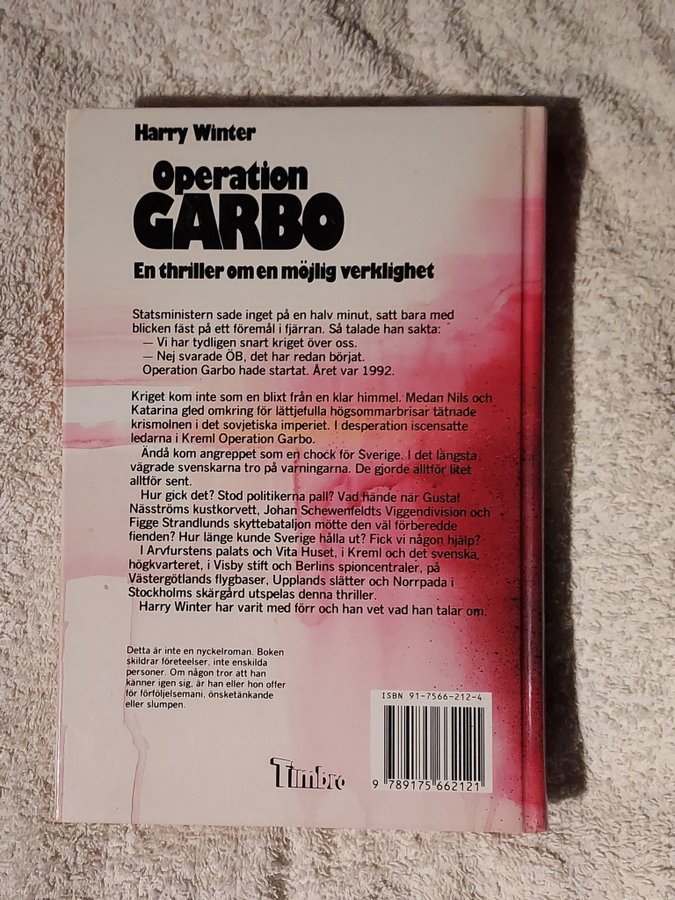 Harry Winter
Operation
GARBO
En thriller om en möjlig verklighet
Statsministern sade inget på en halv minut, satt bara med
blicken fäst på ett föremål i fjärran. Så talade han sakta:
— Vi har tydligen snart kriget över oss.
— Nej svarade ÖB, det har redan börjat.
Operation Garbo hade startat. Året var 1992.
Kriget kom inte som en blixt från en klar himmel. Medan Nils och
Katarina gled omkring för lättjefulla högsommarbrisar tätnade
krismolnen i det sovjetiska imperiet. I desperation iscensatte
ledarna i Kreml Operation Garbo.
Ändå kom angreppet som en chock för Sverige. I det längsta
vägrade svenskarna tro på varningarna. De gjorde alltför litet
alltför sent.
Hur gick det? Stod politikerna pall? Vad hände när Gustaf
Näsströms kustkorvett, Johan Schewenfeldts Viggendivision och
Figge Strandlunds skyttebataljon mötte den väl förberedde
fienden? Hur länge kunde Sverige hålla ut? Fick vi någon hjälp?
I Arvfurstens palats och Vita Huset, i Kreml och det svenska
högkvarteret, i Visby stift och Berlins spioncentraler, på
Västergötlands flygbaser, Upplands slätter och Norrpada i
Stockholms skärgård utspelas denna thriller.
Harry Winter har varit med förr och han vet vad han talar om.
Detta är inte en nyckelroman. Boken
skildrar företeelser, inte enskilda
personer. Om någon tror att han
känner igen sig, är han eller hon offer
för förföljelsemani, önsketänkande
eller slumpen.
ISBN 91-7566-212-4
9 789175 662121
Timbro